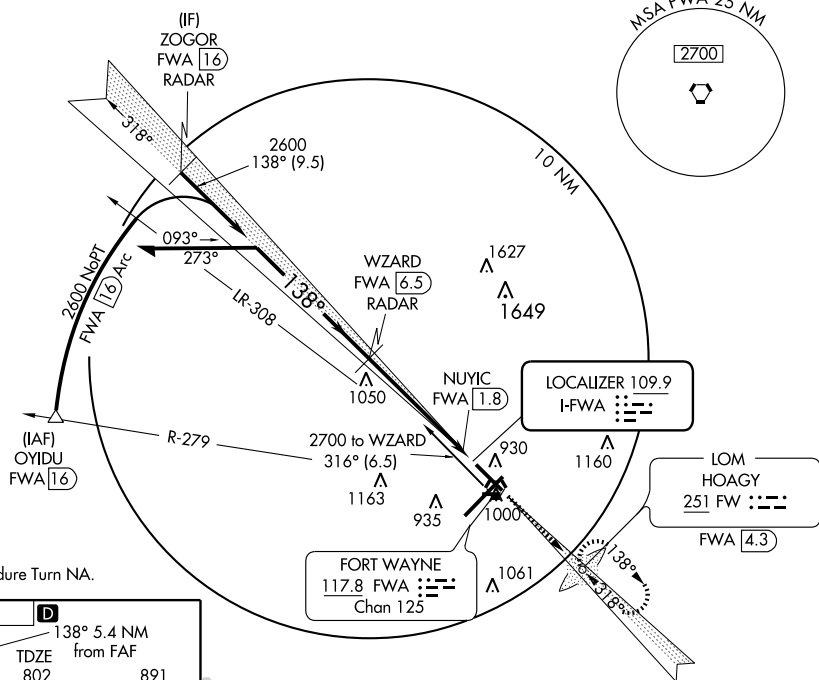 MSA FWA 25 NM
2700
(IF)
ZOGOR
FWA 16
RADAR
318°
2600
138° (9.5)
10 NM
093°
273°
2600 NoPT
FWA 16 Arc
LR-308
138°
WZARD
FWA 6.5
RADAR
1627
1649
1050
NUYIC
FWA 1.8
LOCALIZER 109.9
I-FWA
(IAF)
OYIDU
FWA 16
R-279
2700 to WZARD
316° (6.5)
1163
935
930
1000
1160
LOM
HOAGY
251 FW
FWA 4.3
FORT WAYNE
117.8 FWA
Chan 125
1061
138°
318°
dure Turn NA.
D
138° 5.4 NM
from FAF
TDZE
802
891